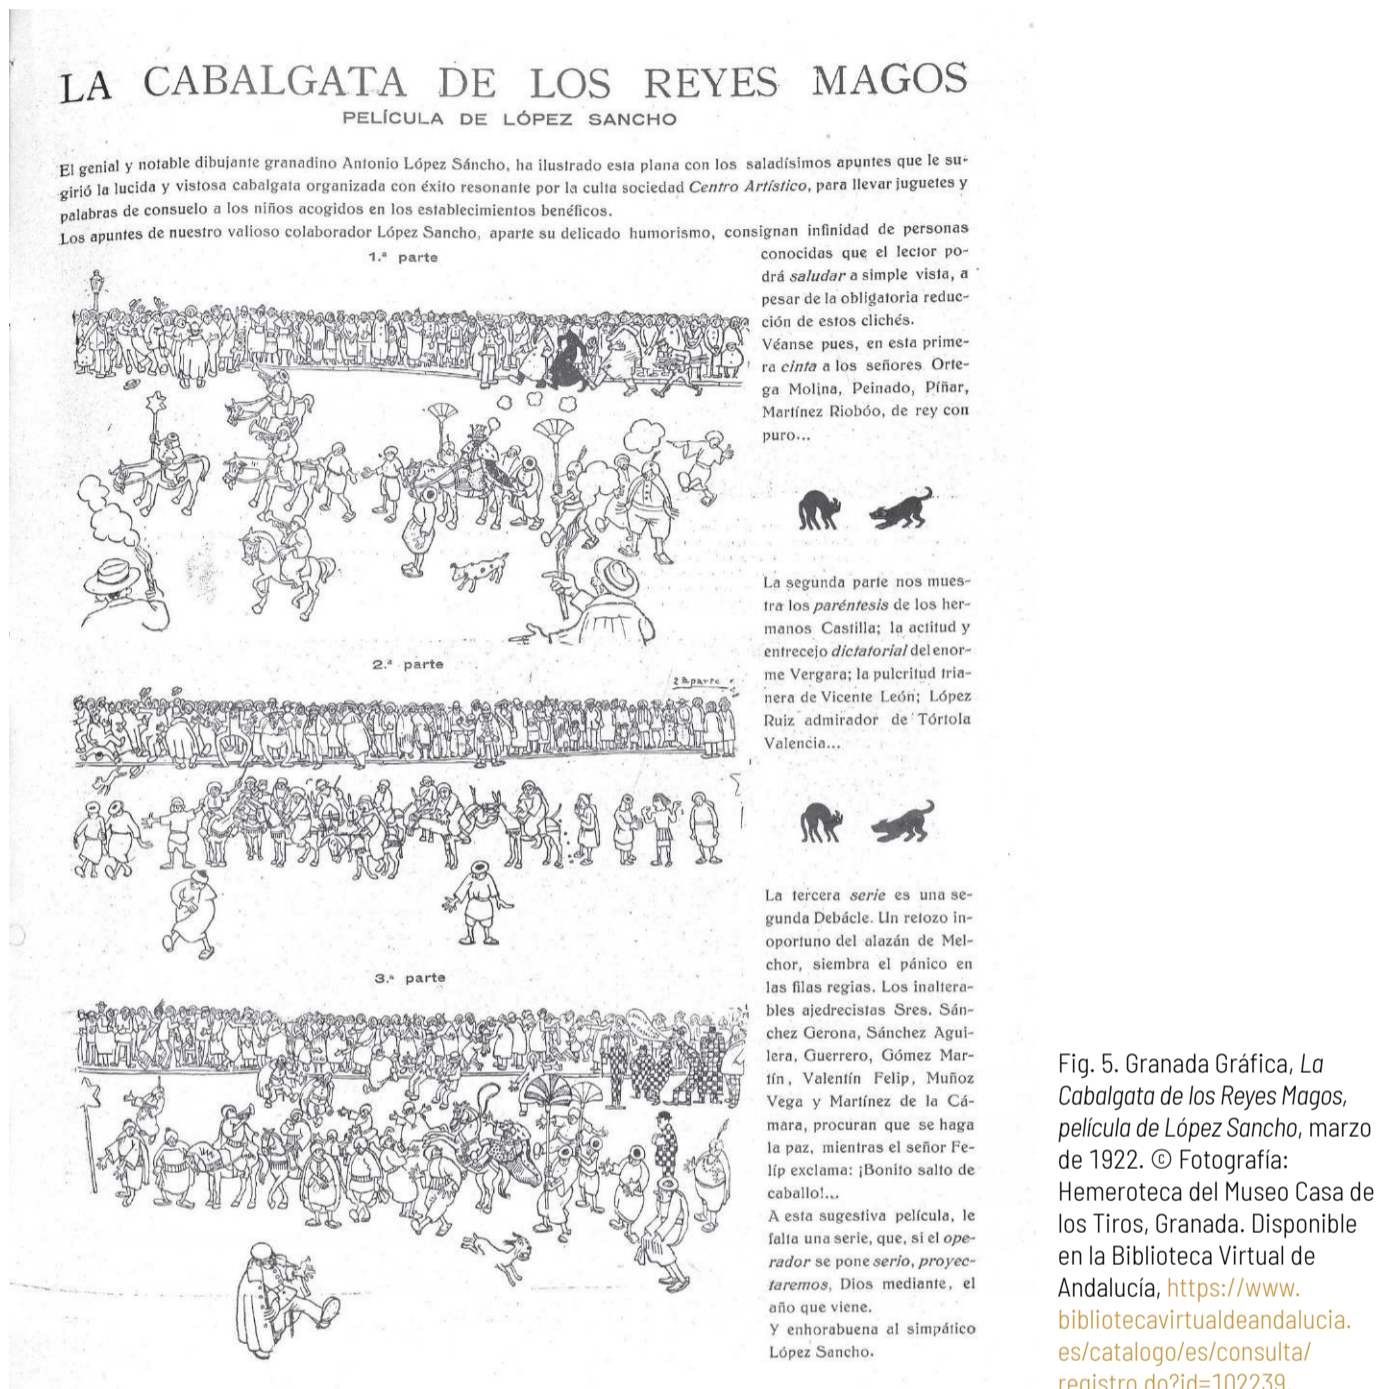 LA CABALGATA DE LOS REYES MAGOS
PELÍCULA DE LÓPEZ SANCHO
El genial y notable dibujante granadino Antonio López Sáncho, ha ilustrado esta plana con los saladísimos apuntes que le su-
girió la lucida y vistosa cabalgata organizada con éxito resonante por la culta sociedad Centro Artístico, para llevar juguetes y
palabras de consuelo a los niños acogidos en los establecimientos benéficos.
Los apuntes de nuestro valioso colaborador López Sancho, aparte su delicado humorismo, consignan infinidad de personas
conocidas que el lector po-
drá saludar a simple vista, a
pesar de la obligatoria reduc-
ción de estos clichés.
Véanse pues, en esta prime-
ra cinta a los señores Orte-
ga Molina, Peinado, Píñar,
Martínez Riobóo, de rey con
puro...
1.ª parte
La segunda parte nos mues-
tra los paréntesis de los her-
manos Castilla; la actitud y
entrecejo dictatorial del enor-
me Vergara; la pulcritud tria-
nera de Vicente León; López
Ruiz admirador de Tórtola
Valencia...
2.ª parte
2ª parte
La tercera serie es una se-
gunda Debácle. Un retozo in-
oportuno del alazán de Mel-
chor, siembra el pánico en
las filas regias. Los inaltera-
bles ajedrecistas Sres. Sán-
chez Gerona, Sánchez Agui-
lera, Guerrero, Gómez Mar-
tín, Valentín Felip, Muñoz
Vega y Martínez de la Cá-
mara, procuran que se haga
la paz, mientras el señor Fe-
líp exclama: ¡Bonito salto de
caballo!...
A esta sugestiva película, le
falta una serie, que, si el ope-
rador se pone serio, proyec-
taremos, Dios mediante, el
año que viene.
Y enhorabuena al simpático
López Sancho.
3.ª parte
Fig. 5. Granada Gráfica, La
Cabalgata de los Reyes Magos,
película de López Sancho, marzo
de 1922. © Fotografía:
Hemeroteca del Museo Casa de
los Tiros, Granada. Disponible
en la Biblioteca Virtual de
Andalucía, https://www.
bibliotecavirtualdeandalucia.
es/catalogo/es/consulta/
registro.do?id=102239.